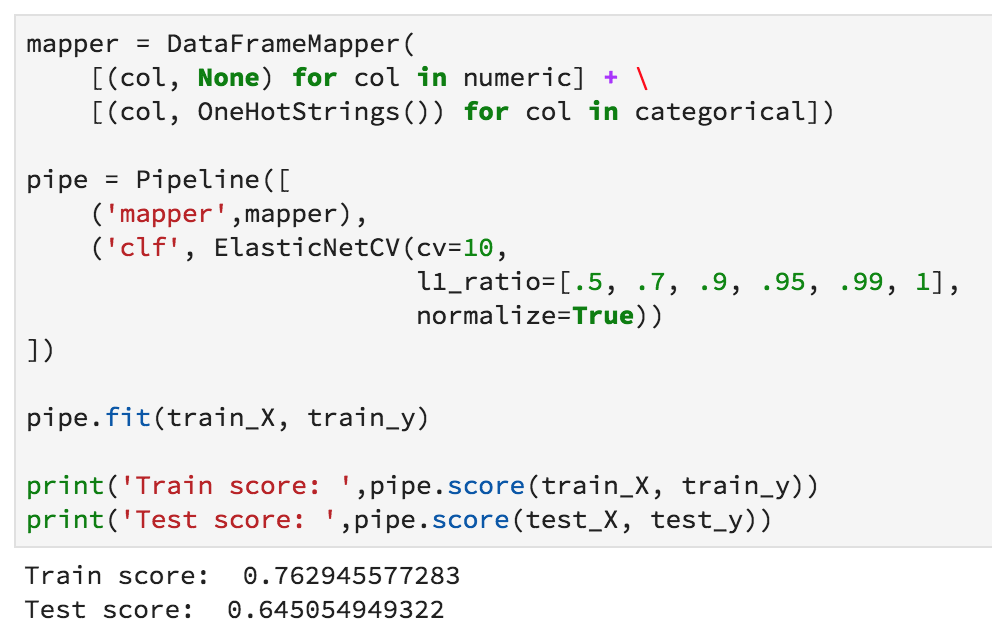 mapper = DataFrameMapper(
    [(col, None) for col in numeric] + \
    [(col, OneHotStrings()) for col in categorical])

pipe = Pipeline([
    ('mapper',mapper),
    ('clf', ElasticNetCV(cv=10,
                         l1_ratio=[.5, .7, .9, .95, .99, 1],
                         normalize=True))
])

pipe.fit(train_X, train_y)

print('Train score: ',pipe.score(train_X, train_y))
print('Test score: ',pipe.score(test_X, test_y))
Train score:  0.762945577283
Test score:  0.645054949322